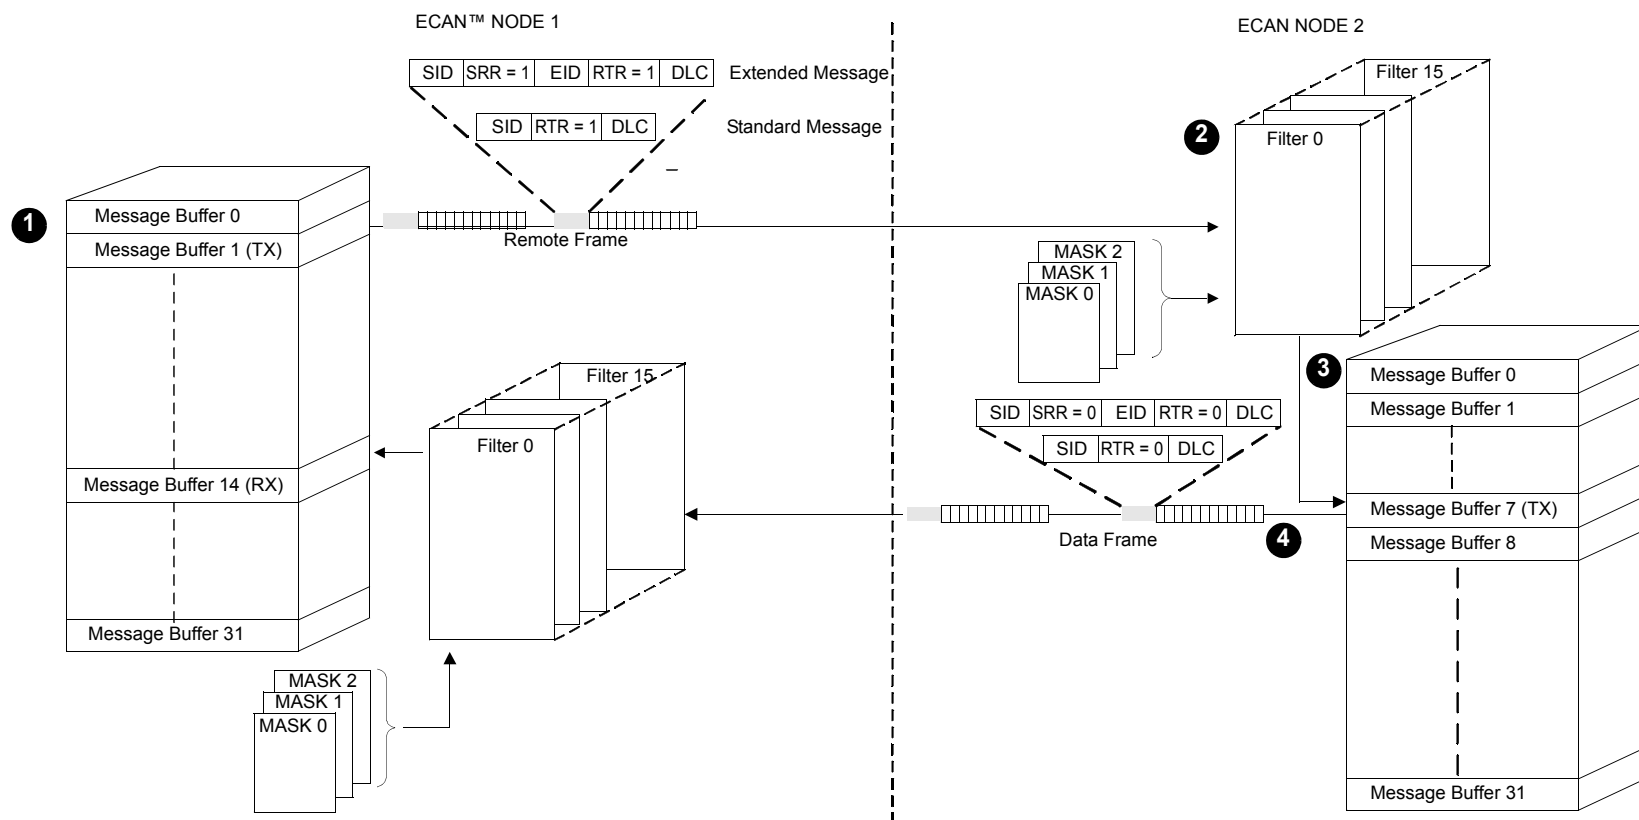 ECAN™ NODE 1
ECAN NODE 2
SID SRR = 1 EID RTR = 1 DLC Extended Message
SID RTR = 1 DLC Standard Message
1
Message Buffer 0
Message Buffer 1 (TX)
Message Buffer 14 (RX)
Message Buffer 31
Remote Frame
2
Filter 15
Filter 0
MASK 2
MASK 1
MASK 0
3
Message Buffer 0
Message Buffer 1
Message Buffer 7 (TX)
Message Buffer 8
Message Buffer 31
SID SRR = 0 EID RTR = 0 DLC
SID RTR = 0 DLC
Data Frame
4
Filter 15
Filter 0
MASK 2
MASK 1
MASK 0